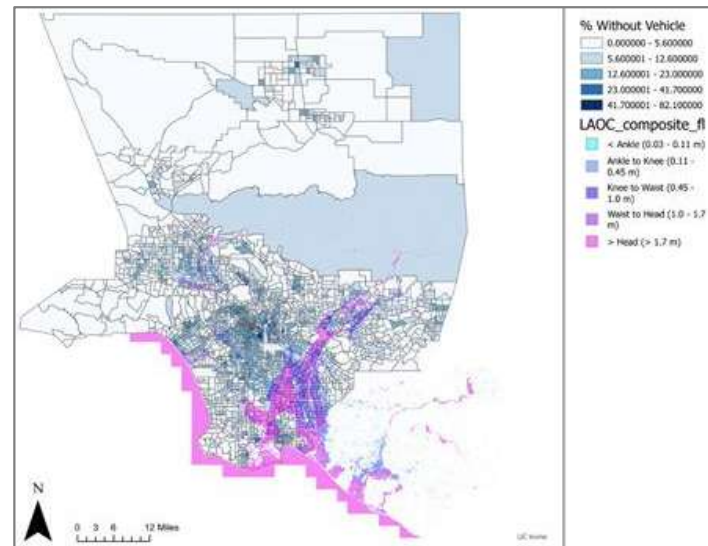 % Without Vehicle
0.000000 - 5.600000
5.600001 - 12.600000
12.600001 - 23.000000
23.000001 - 41.700000
41.700001 - 82.100000
LAOC_composite_fl
< Ankle (0.03 - 0.11 m)
Ankle to Knee (0.11 -
0.45 m)
Knee to Waist (0.45 -
1.0 m)
Waist to Head (1.0 - 1.7
m)
> Head (> 1.7 m)
N
0 3 6 12 Miles
UC Irvine